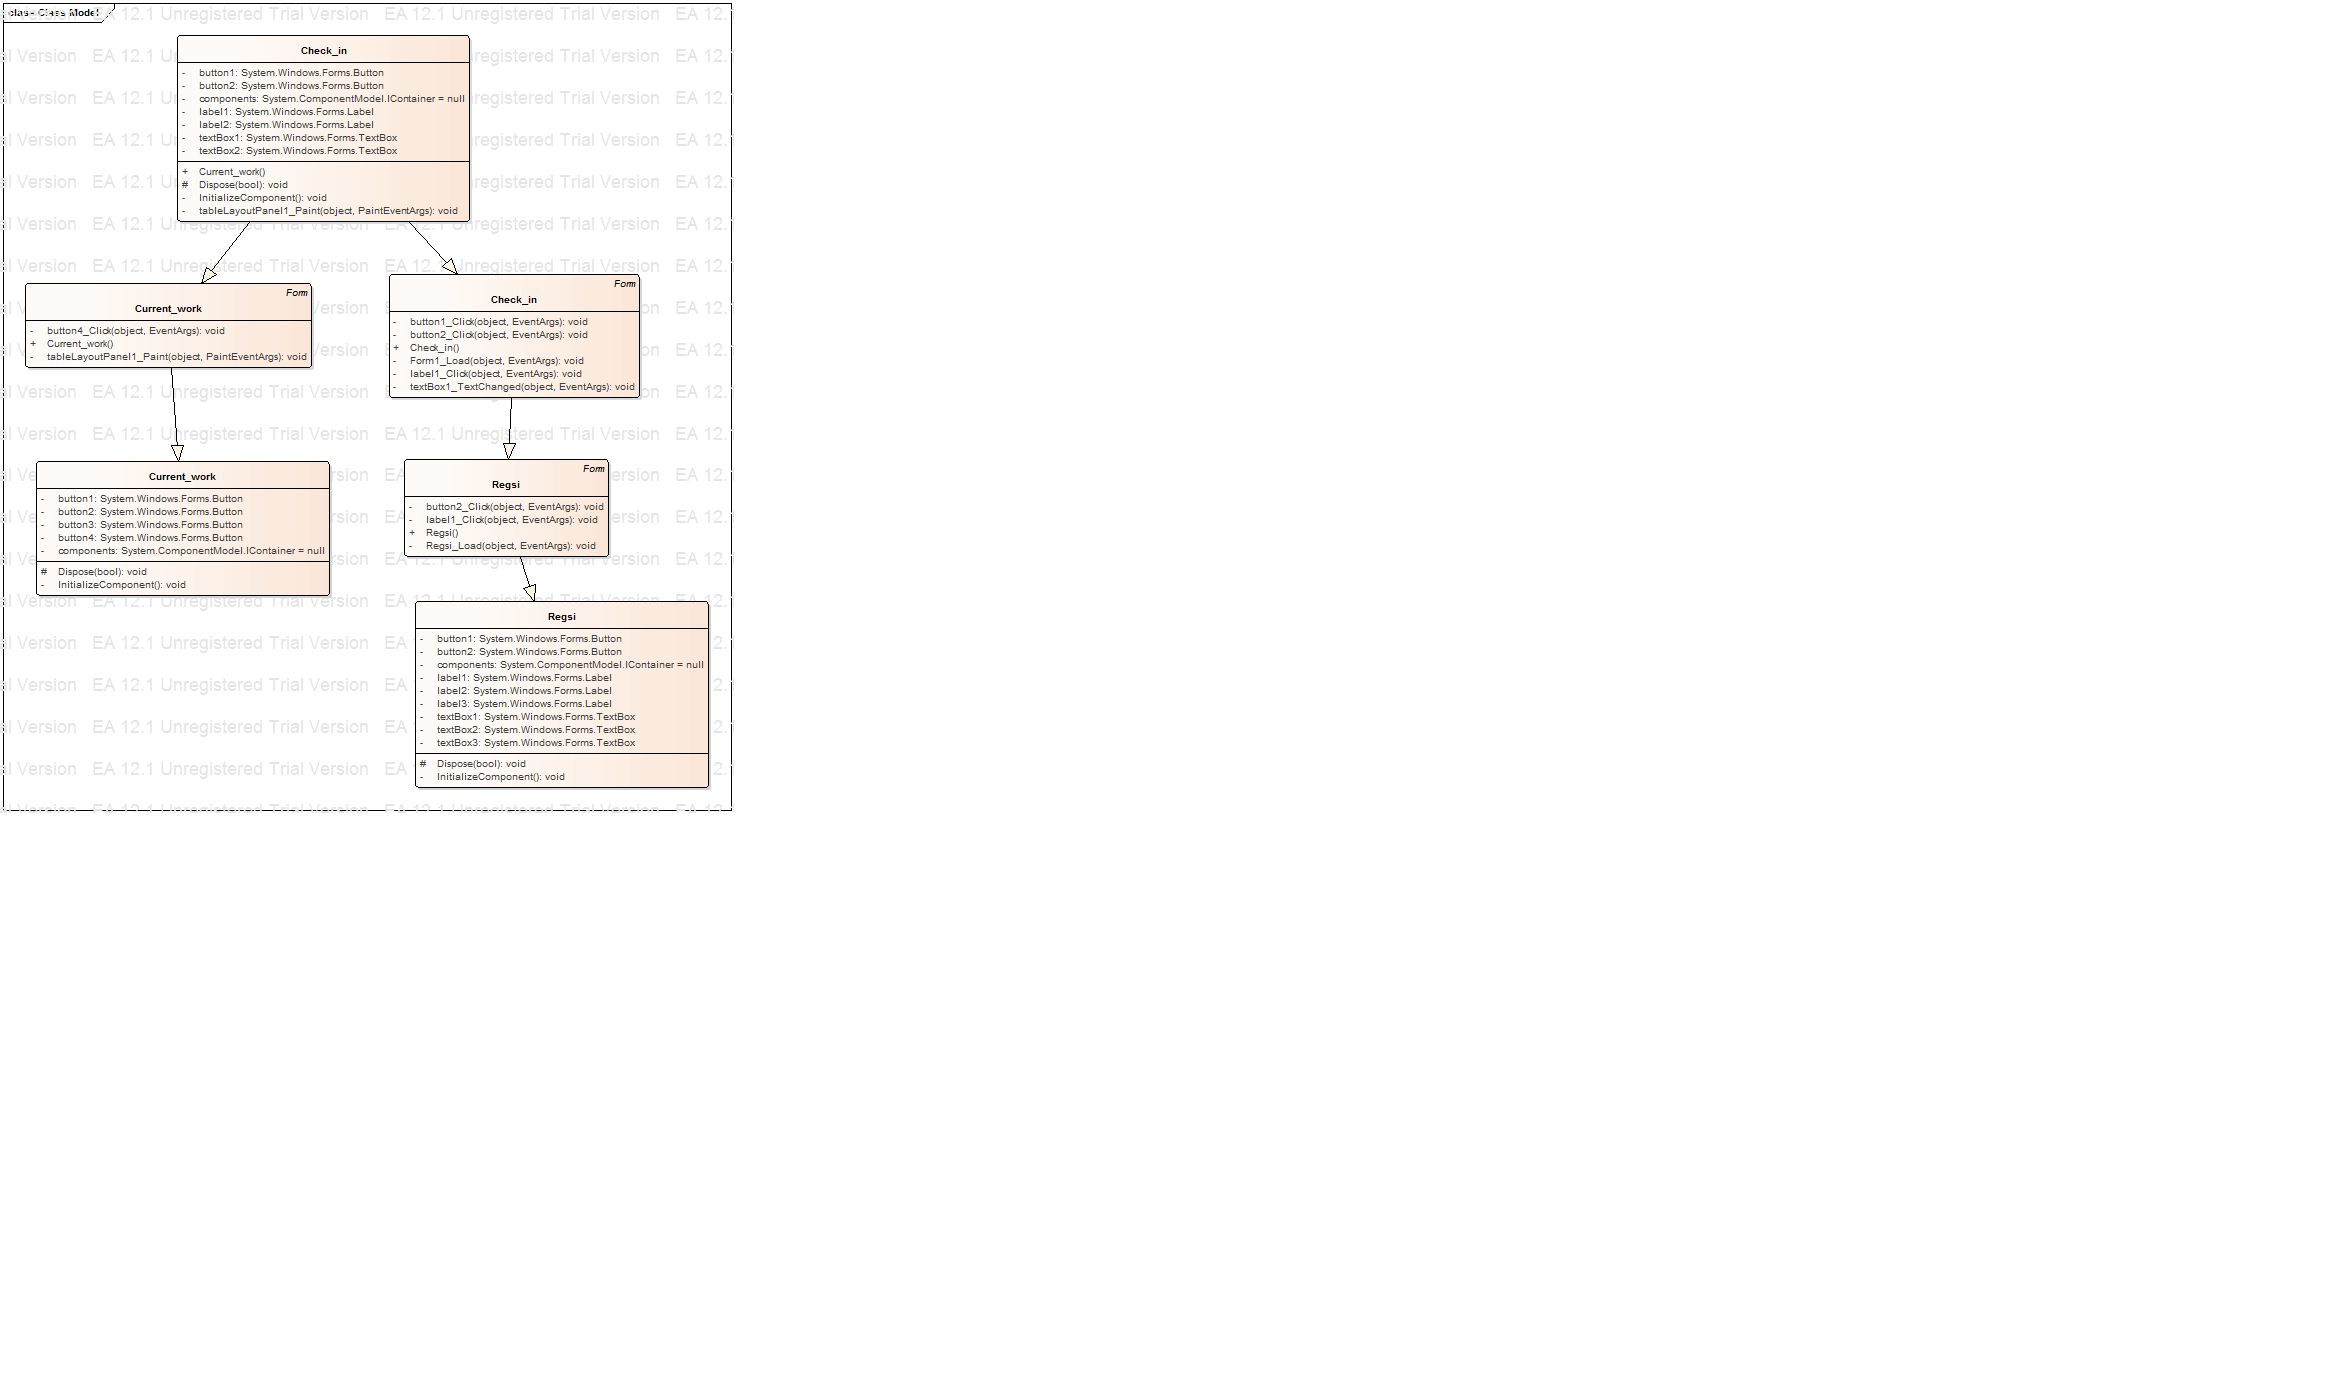 class Class Model
Check_in
- button1: System.Windows.Forms.Button
- button2: System.Windows.Forms.Button
- components: System.ComponentModel.IContainer = null
- label1: System.Windows.Forms.Label
- label2: System.Windows.Forms.Label
- textBox1: System.Windows.Forms.TextBox
- textBox2: System.Windows.Forms.TextBox
+ Current_work()
# Dispose(bool): void
- InitializeComponent(): void
- tableLayoutPanel1_Paint(object, PaintEventArgs): void
Form
Current_work
- button4_Click(object, EventArgs): void
+ Current_work()
- tableLayoutPanel1_Paint(object, PaintEventArgs): void
Form
Check_in
- button1_Click(object, EventArgs): void
- button2_Click(object, EventArgs): void
+ Check_in()
- Form1_Load(object, EventArgs): void
- label1_Click(object, EventArgs): void
- textBox1_TextChanged(object, EventArgs): void
Current_work
- button1: System.Windows.Forms.Button
- button2: System.Windows.Forms.Button
- button3: System.Windows.Forms.Button
- button4: System.Windows.Forms.Button
- components: System.ComponentModel.IContainer = null
# Dispose(bool): void
- InitializeComponent(): void
Form
Regsi
- button2_Click(object, EventArgs): void
- label1_Click(object, EventArgs): void
+ Regsi()
- Regsi_Load(object, EventArgs): void
Regsi
- button1: System.Windows.Forms.Button
- button2: System.Windows.Forms.Button
- components: System.ComponentModel.IContainer = null
- label1: System.Windows.Forms.Label
- label2: System.Windows.Forms.Label
- label3: System.Windows.Forms.Label
- textBox1: System.Windows.Forms.TextBox
- textBox2: System.Windows.Forms.TextBox
- textBox3: System.Windows.Forms.TextBox
# Dispose(bool): void
- InitializeComponent(): void
EA 12.1 Unregistered Trial Version